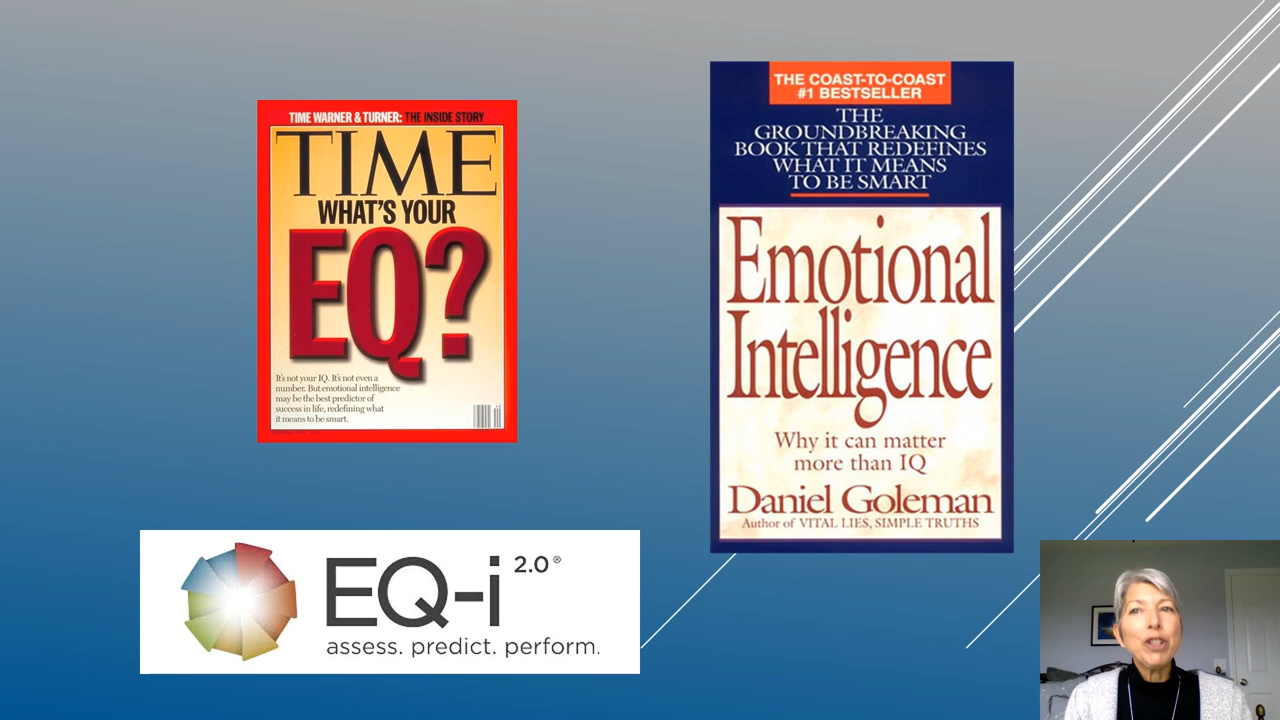 TIME WARNER & TURNER: THE INSIDE STORY
TIME
WHAT'S YOUR
EQ?
It's not your IQ. It's not even a
number. But emotional intelligence
may be the best predictor of
success in life, redefining what
it means to be smart.
EQ-i 2.0®
assess. predict. perform.
THE COAST-TO-COAST
#1 BESTSELLER
THE
GROUNDBREAKING
BOOK THAT REDEFINES
WHAT IT MEANS
TO BE SMART
Emotional
Intelligence
Why it can matter
more than IQ
Daniel Goleman
Author of VITAL LIES, SIMPLE TRUTHS